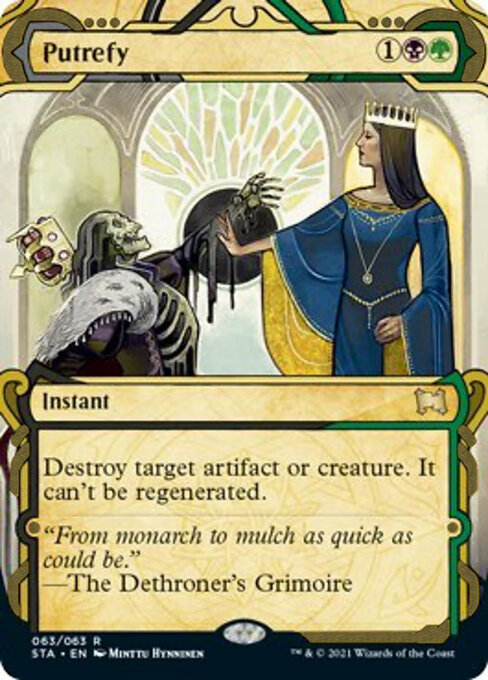 Putrefy 1
Instant
Destroy target artifact or creature. It
can't be regenerated.
“From monarch to mulch as quick as
could be.”
—The Dethroner's Grimoire
063/063 R
STA • EN Minttu Hynninen
™ & © 2021 Wizards of the Coast